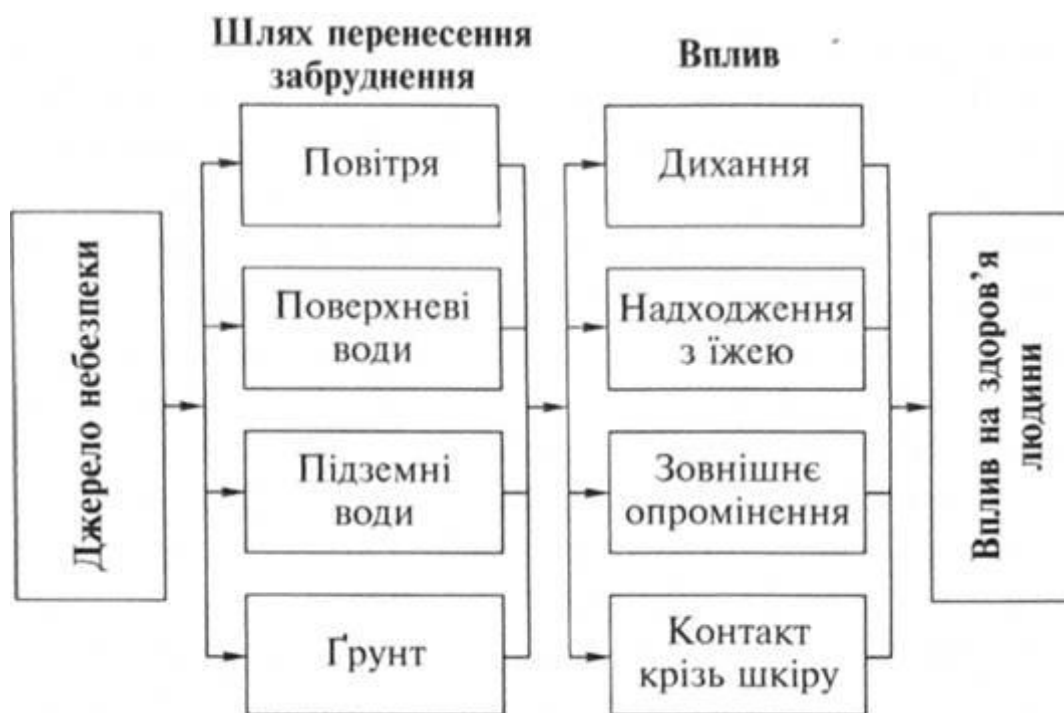 Шлях перенесення
забруднення
Вплив
Джерело небезпеки
Повітря
Поверхневі
води
Підземні
води
Ґрунт
Дихання
Надходження
з їжею
Зовнішнє
опромінення
Контакт
крізь шкіру
Вплив на здоров’я
людини